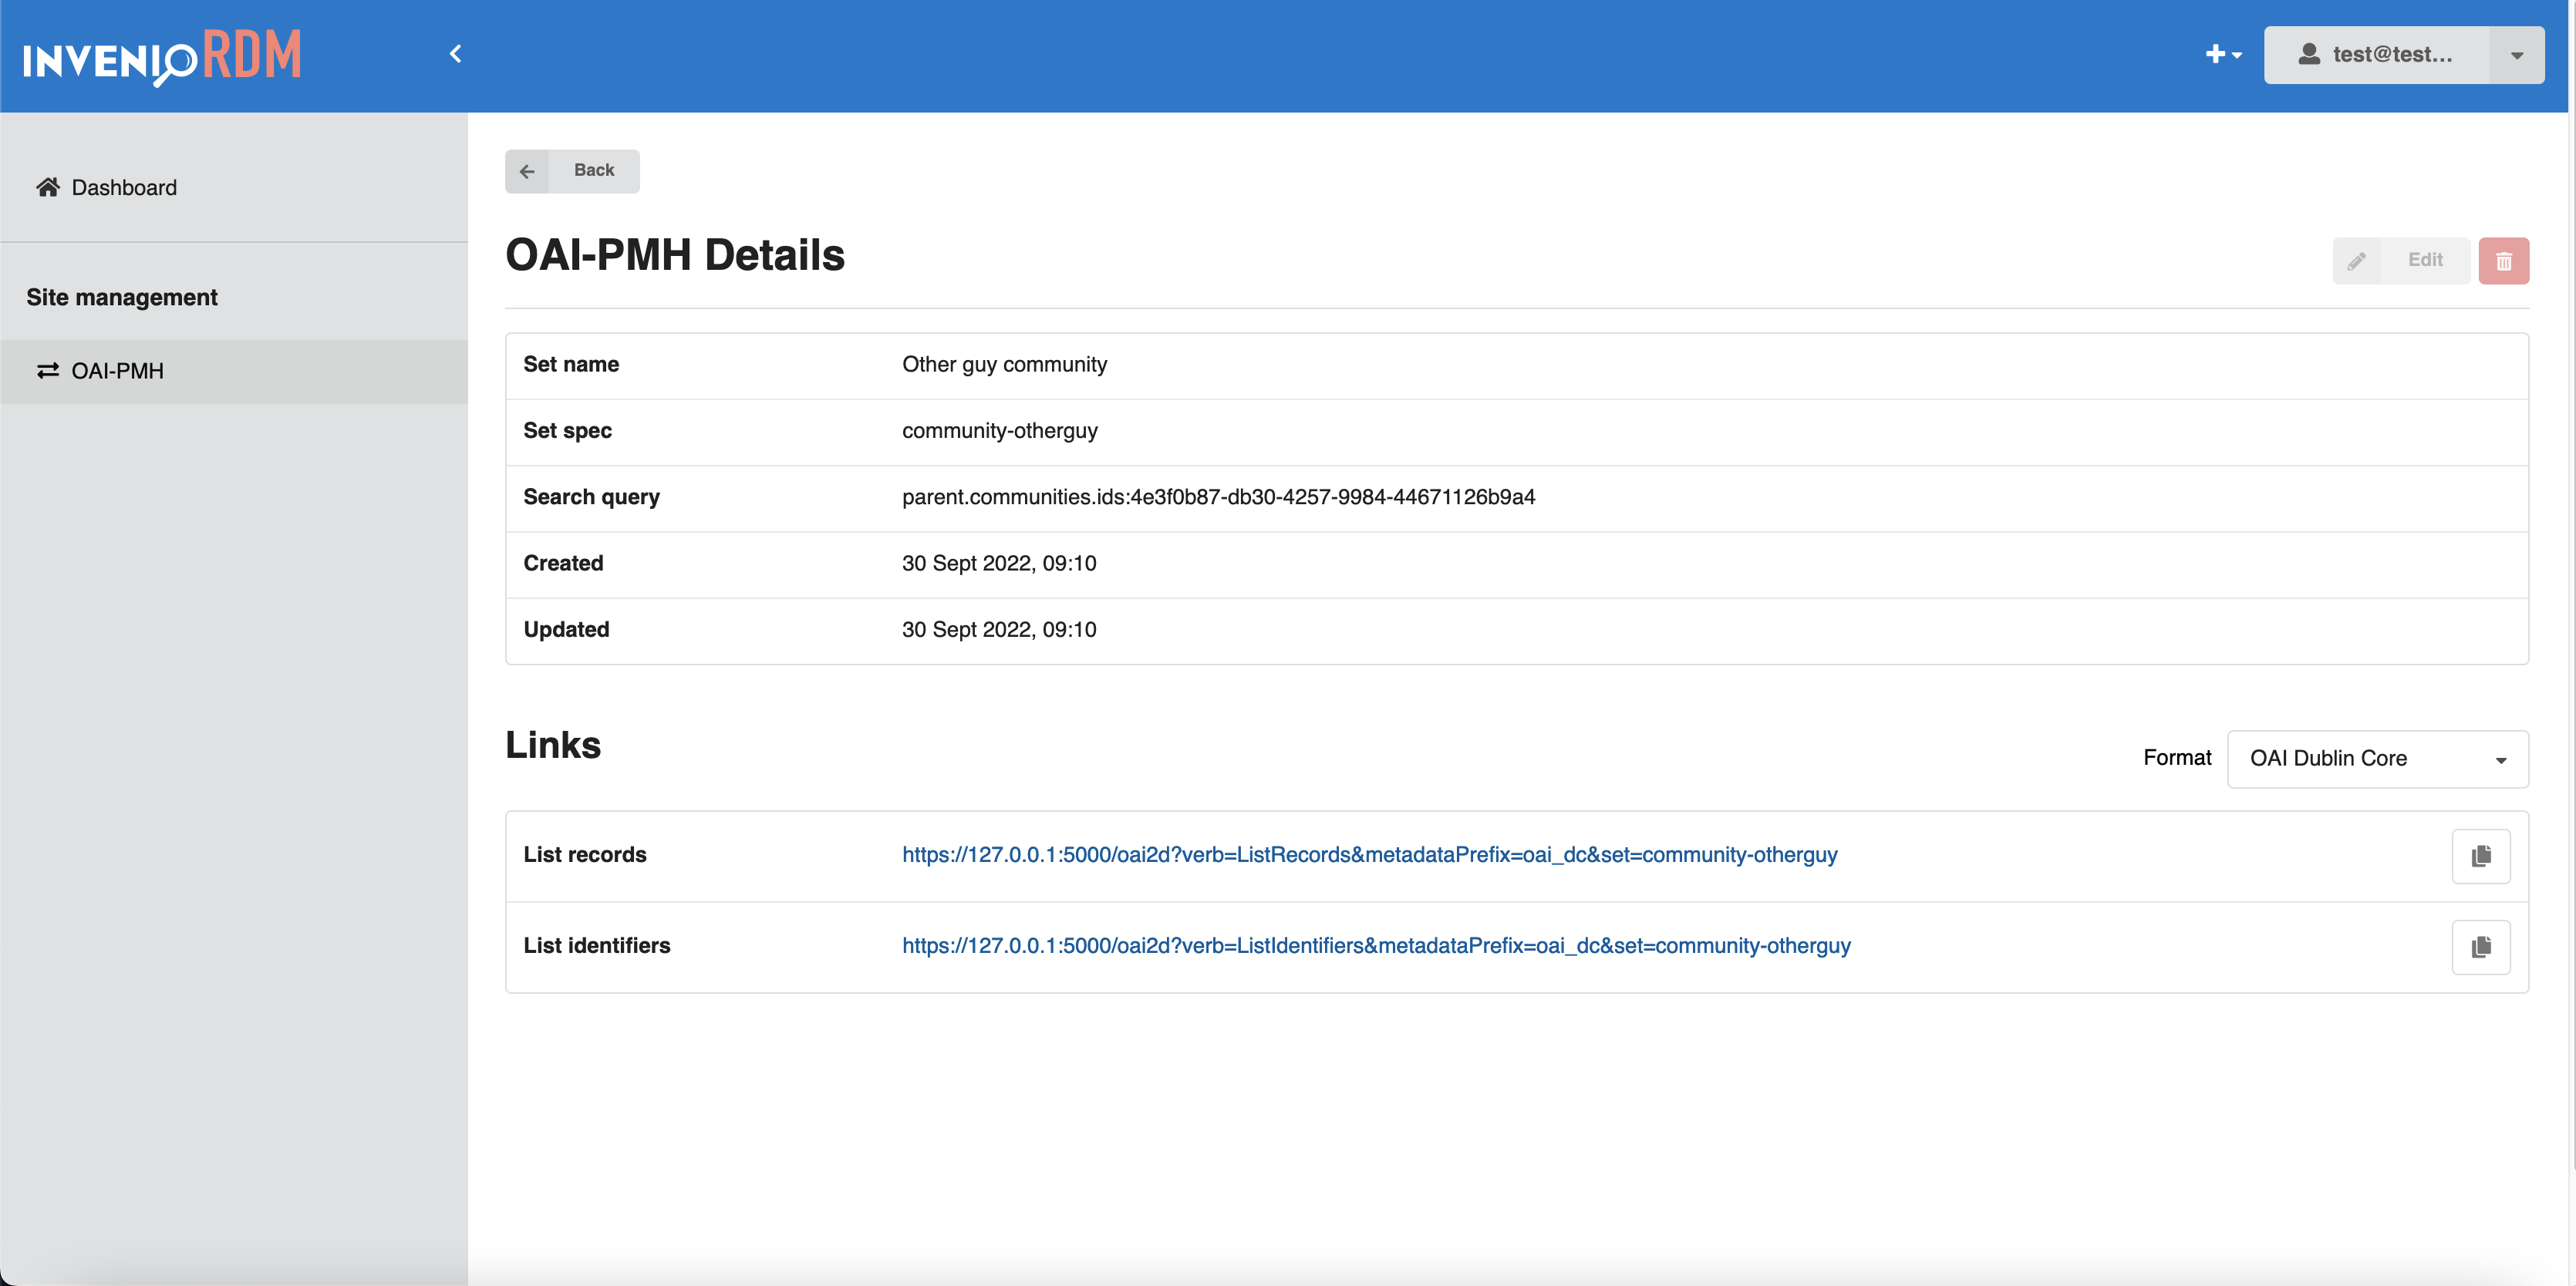 INVENIO RDM
test@test...
Dashboard
Site management
OAI-PMH
Back
OAI-PMH Details
Edit
Set name Other guy community
Set spec community-otherguy
Search query parent.communities.ids:4e3f0b87-db30-4257-9984-44671126b9a4
Created 30 Sept 2022, 09:10
Updated 30 Sept 2022, 09:10
Links
Format OAI Dublin Core
List records https://127.0.0.1:5000/oai2d?verb=ListRecords&metadataPrefix=oai_dc&set=community-otherguy
List identifiers https://127.0.0.1:5000/oai2d?verb=ListIdentifiers&metadataPrefix=oai_dc&set=community-otherguy